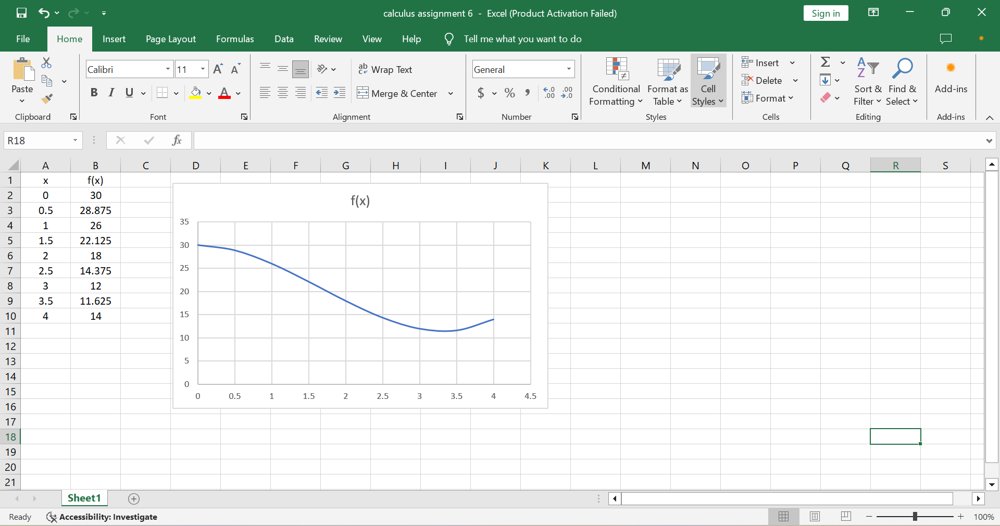 calculus assignment 6 - Excel (Product Activation Failed)
Sign in
File Home Insert Page Layout Formulas Data Review View Help Tell me what you want to do
Paste
Clipboard
Calibri 11
B I U
Font
Wrap Text
Merge & Center
Alignment
General
$ % ,
Number
Conditional Formatting
Format as Table
Cell Styles
Styles
Insert
Delete
Format
Cells
Sort & Filter
Find & Select
Editing
Add-ins
Add-ins
R18
fx
A B C D E F G H I J K L M N O P Q R S
1 x f(x)
2 0 30
3 0.5 28.875
4 1 26
5 1.5 22.125
6 2 18
7 2.5 14.375
8 3 12
9 3.5 11.625
10 4 14
11
12
13
14
15
16
17
18
19
20
21
f(x)
35
30
25
20
15
10
5
0
0 0.5 1 1.5 2 2.5 3 3.5 4 4.5
Sheet1
Ready Accessibility: Investigate 100%